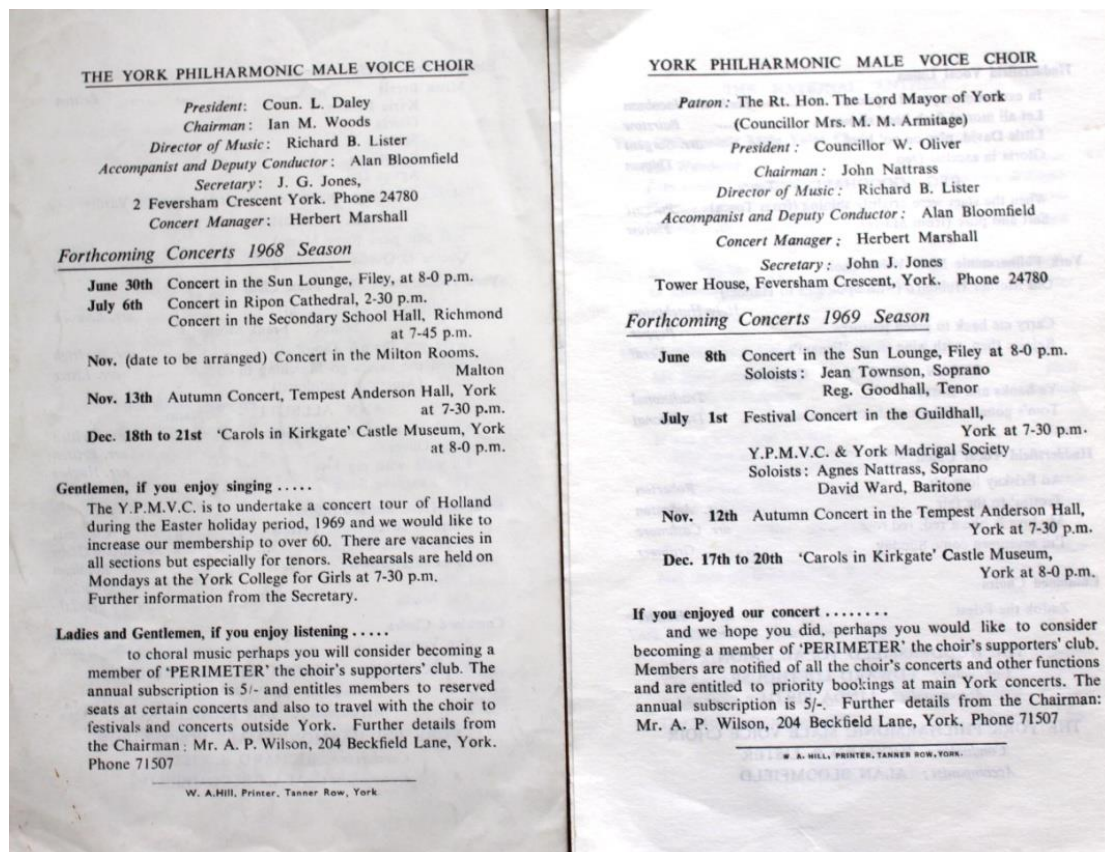 THE YORK PHILHARMONIC MALE VOICE CHOIR
President: Coun. L. Daley
Chairman: Ian M. Woods
Director of Music: Richard B. Lister
Accompanist and Deputy Conductor: Alan Bloomfield
Secretary: J. G. Jones,
2 Feversham Crescent York. Phone 24780
Concert Manager: Herbert Marshall
Forthcoming Concerts 1968 Season
June 30th Concert in the Sun Lounge, Filey, at 8-0 p.m.
July 6th Concert in Ripon Cathedral, 2-30 p.m.
Concert in the Secondary School Hall, Richmond
at 7-45 p.m.
Nov. (date to be arranged) Concert in the Milton Rooms.
Malton
Nov. 13th Autumn Concert, Tempest Anderson Hall, York
at 7-30 p.m.
Dec. 18th to 21st 'Carols in Kirkgate' Castle Museum, York
at 8-0 p.m.
Gentlemen, if you enjoy singing .....
The Y.P.M.V.C. is to undertake a concert tour of Holland
during the Easter holiday period, 1969 and we would like to
increase our membership to over 60. There are vacancies in
all sections but especially for tenors. Rehearsals are held on
Mondays at the York College for Girls at 7-30 p.m.
Further information from the Secretary.
Ladies and Gentlemen, if you enjoy listening .....
to choral music perhaps you will consider becoming a
member of 'PERIMETER' the choir's supporters' club. The
annual subscription is 5/- and entitles members to reserved
seats at certain concerts and also to travel with the choir to
festivals and concerts outside York. Further details from
the Chairman: Mr. A. P. Wilson, 204 Beckfield Lane, York.
Phone 71507
W. A.Hill, Printer, Tanner Row, York
YORK PHILHARMONIC MALE VOICE CHOIR
Patron: The Rt. Hon. The Lord Mayor of York
(Councillor Mrs. M. M. Armitage)
President: Councillor W. Oliver
Chairman: John Nattrass
Director of Music: Richard B. Lister
Accompanist and Deputy Conductor: Alan Bloomfield
Concert Manager: Herbert Marshall
Secretary: John J. Jones
Tower House, Feversham Crescent, York. Phone 24780
Forthcoming Concerts 1969 Season
June 8th Concert in the Sun Lounge, Filey at 8-0 p.m.
Soloists: Jean Townson, Soprano
Reg. Goodhall, Tenor
July 1st Festival Concert in the Guildhall,
York at 7-30 p.m.
Y.P.M.V.C. & York Madrigal Society
Soloists: Agnes Nattrass, Soprano
David Ward, Baritone
Nov. 12th Autumn Concert in the Tempest Anderson Hall,
York at 7-30 p.m.
Dec. 17th to 20th 'Carols in Kirkgate' Castle Museum,
York at 8-0 p.m.
If you enjoyed our concert ........
and we hope you did, perhaps you would like to consider
becoming a member of 'PERIMETER' the choir's supporters' club.
Members are notified of all the choir's concerts and other functions
and are entitled to priority bookings at main York concerts. The
annual subscription is 5/-. Further details from the Chairman:
Mr. A. P. Wilson, 204 Beckfield Lane, York. Phone 71507
W. A. HILL, PRINTER, TANNER ROW, YORK.